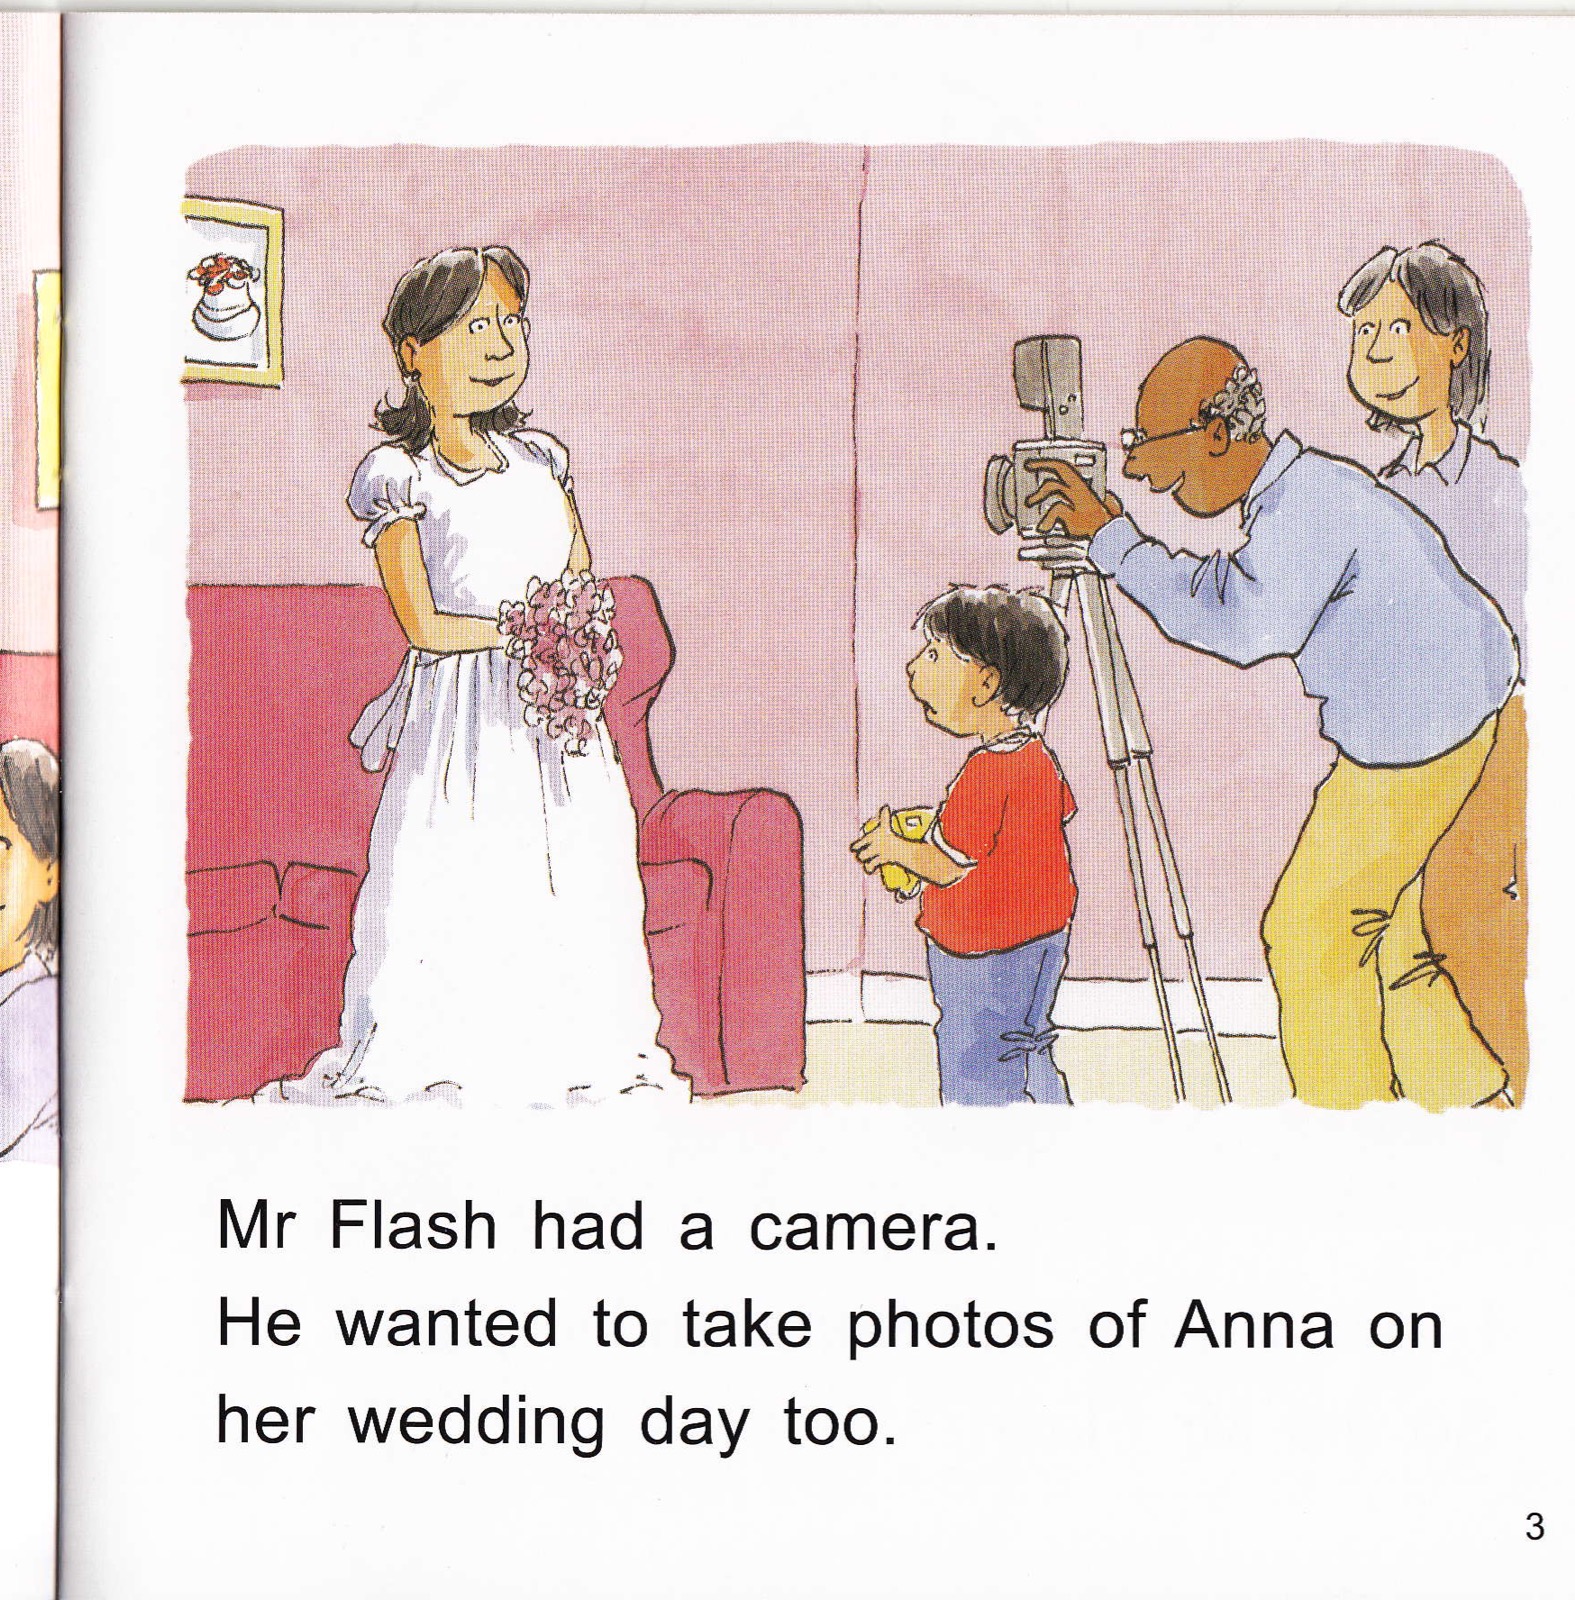 Mr Flash had a camera.
He wanted to take photos of Anna on
her wedding day too.
3